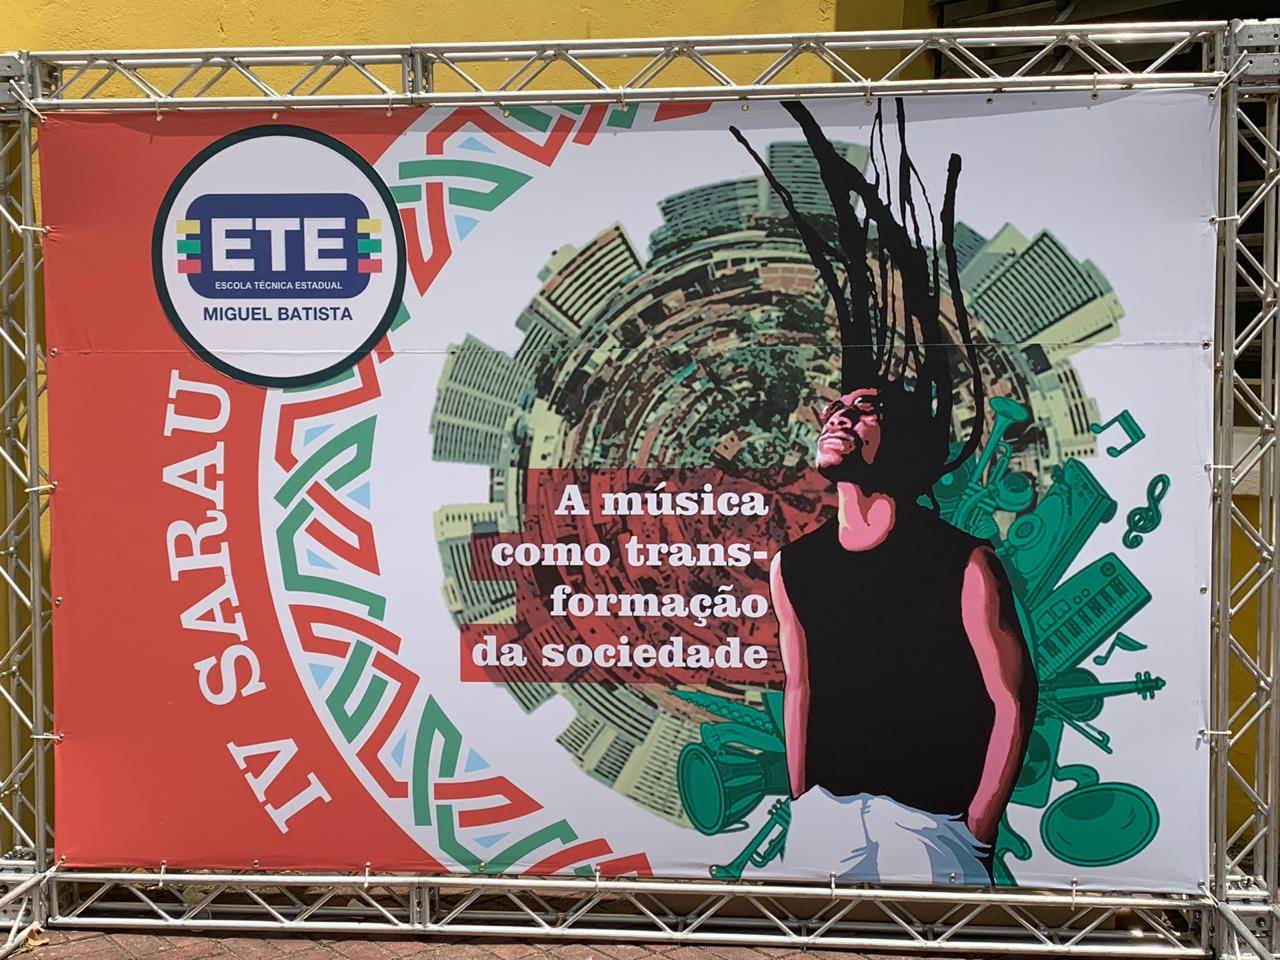 ETE
ESCOLA TÉCNICA ESTADUAL
MIGUEL BATISTA
IV SARAU
A música
como trans-
formação
da sociedade